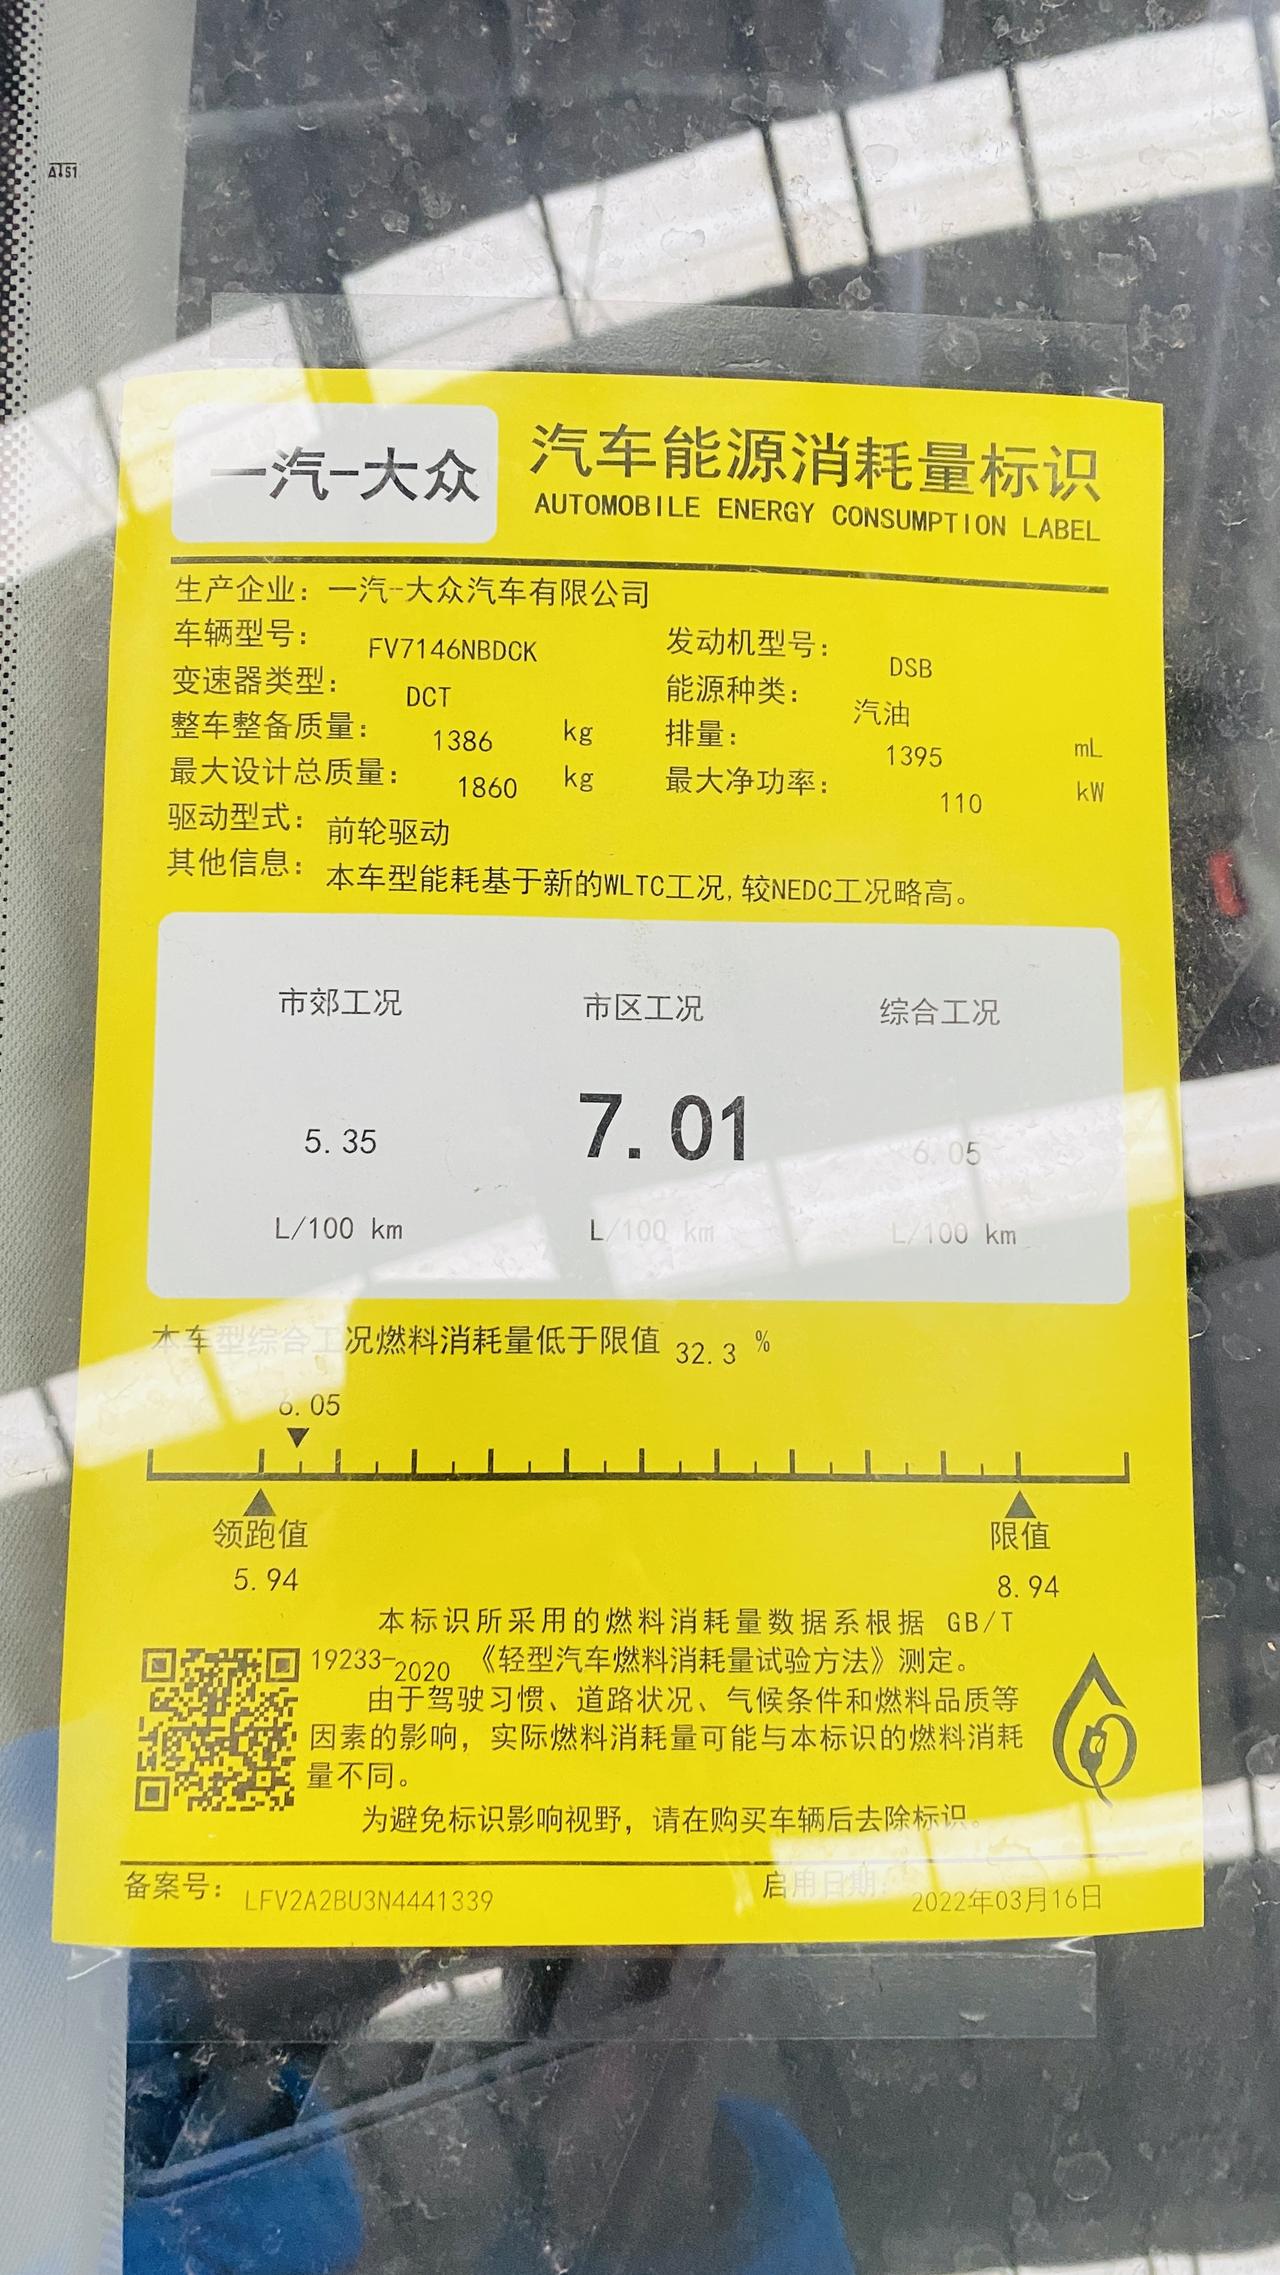 一汽-大众
汽车能源消耗量标识
AUTOMOBILE ENERGY CONSUMPTION LABEL
生产企业：一汽-大众汽车有限公司
车辆型号： FV7146NBDCK 发动机型号： DSB
变速器类型： DCT 能源种类： 汽油
整车整备质量： 1386 kg 排量： 1395 mL
最大设计总质量： 1860 kg 最大净功率： 110 kW
驱动型式：前轮驱动
其他信息：本车型能耗基于新的WLTC工况,较NEDC工况略高。
市郊工况 市区工况 综合工况
5.35 7.01 6.05
L/100 km L/100 km L/100 km
本车型综合工况燃料消耗量低于限值 32.3 %
6.05
领跑值 限值
5.94 8.94
本标识所采用的燃料消耗量数据系根据 GB/T
19233-2020 《轻型汽车燃料消耗量试验方法》测定。
由于驾驶习惯、道路状况、气候条件和燃料品质等
因素的影响，实际燃料消耗量可能与本标识的燃料消耗
量不同。
为避免标识影响视野，请在购买车辆后去除标识。
备案号： LFV2A2BU3N4441339 启用日期： 2022年03月16日